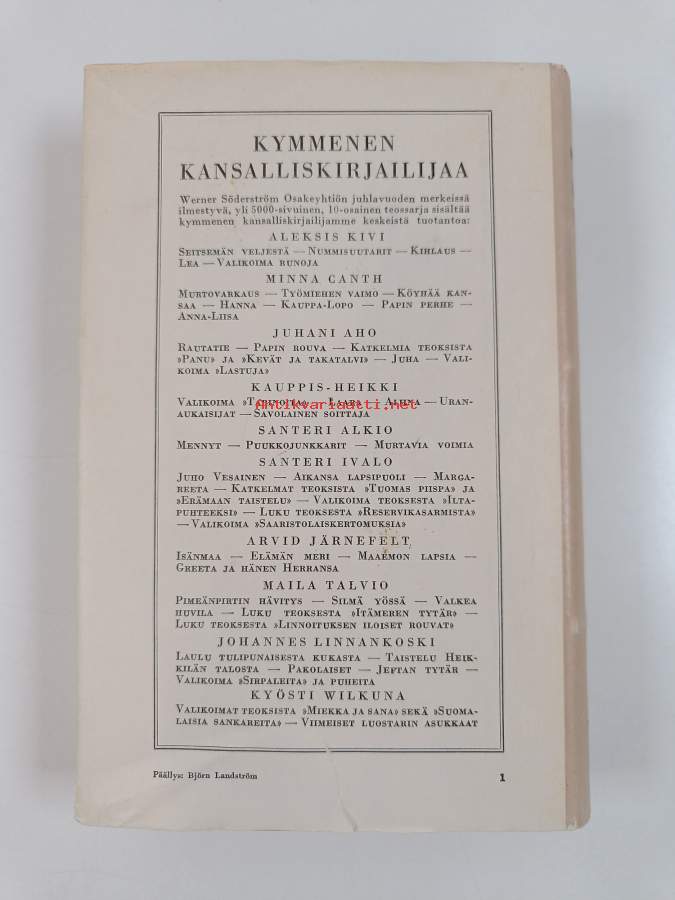 KYMMENEN
KANSALLISKIRJAILIJAA
Werner Söderström Osakeyhtiön juhlavuoden merkeissä
ilmestyvä, yli 5000-sivuinen, 10-osainen teossarja sisältää
kymmenen kansalliskirjailijamme keskeistä tuotantoa:
ALEKSIS KIVI
SEITSEMÄN VELJESTÄ — NUMMISUUTARIT — KIHLAUS —
LEA — VALIKOIMA RUNOJA
MINNA CANTH
MURTOVARKAUS — TYÖMIEHEN VAIMO — KÖYHÄÄ KAN-
SAA — HANNA — KAUPPA-LOPO — PAPIN PERHE —
ANNA-LIISA
JUHANI AHO
RAUTATIE — PAPIN ROUVA — KATKELMIA TEOKSISTA
»PANU» JA »KEVÄT JA TAKATALVI» — JUHA — VALI-
KOIMA »LASTUJA»
KAUPPIS-HEIKKI
VALIKOIMA »TARINOITA» — LAARA — ALIINA — URAN-
AUKAISIJAT — SAVOLAINEN SOITTAJA
Antikvariaatti.net
SANTERI ALKIO
MENNYT — PUUKKOJUNKKARIT — MURTAVIA VOIMIA
SANTERI IVALO
JUHO VESAINEN — AIKANSA LAPSIPUOLI — MARGA-
REETA — KATKELMAT TEOKSISTA »TUOMAS PIISPA» JA
»ERÄMAAN TAISTELU» — VALIKOIMA TEOKSESTA »ILTA-
PUHTEEKSI» — LUKU TEOKSESTA »RESERVIKASARMISTA»
— VALIKOIMA »SAARISTOLAISKERTOMUKSIA»
ARVID JÄRNEFELT
ISÄNMAA — ELÄMÄN MERI — MAAEMON LAPSIA —
GREETA JA HÄNEN HERRANSA
MAILA TALVIO
PIMEÄNPIRTIN HÄVITYS — SILMÄ YÖSSÄ — VALKEA
HUVILA — LUKU TEOKSESTA »ITÄMEREN TYTÄR» —
LUKU TEOKSESTA »LINNOITUKSEN ILOISET ROUVAT»
JOHANNES LINNANKOSKI
LAULU TULIPUNAISESTA KUKASTA — TAISTELU HEIK-
KILÄN TALOSTA — PAKOLAISET — JEFTAN TYTÄR —
VALIKOIMA »SIRPALEITA» JA PUHEITA
KYÖSTI WILKUNA
VALIKOIMAT TEOKSISTA »MIEKKA JA SANA» SEKÄ »SUOMA-
LAISIA SANKAREITA» — VIIMEISET LUOSTARIN ASUKKAAT
Päällys: Björn Landström
1